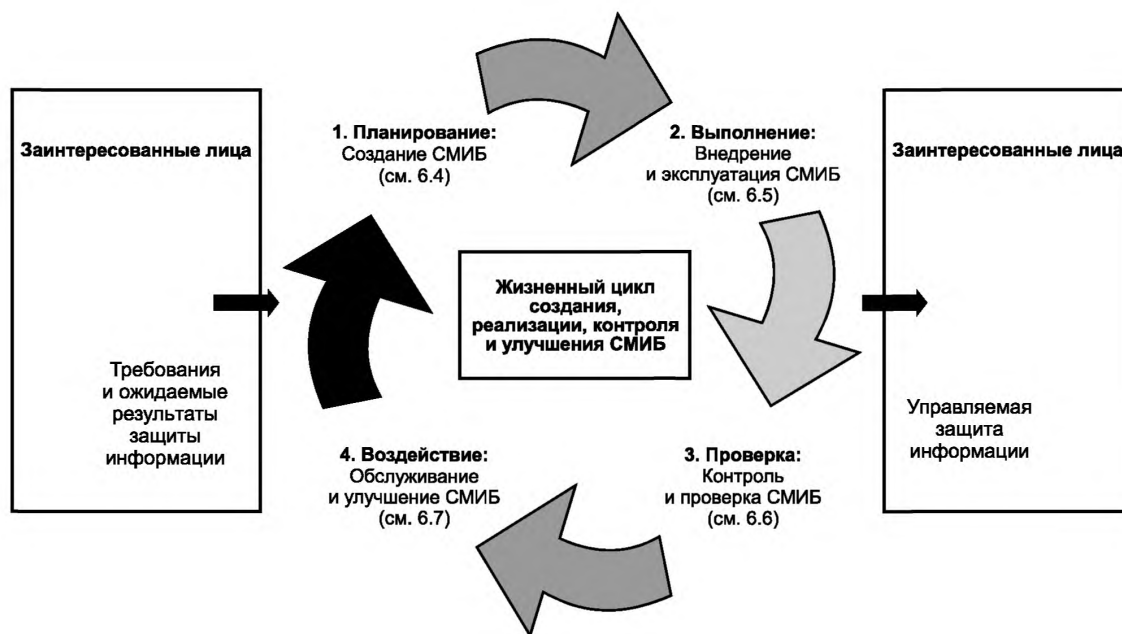 Заинтересованные лица
Требования
и ожидаемые
результаты
защиты
информации
1. Планирование:
Создание СМИБ
(см. 6.4)
2. Выполнение:
Внедрение
и эксплуатация СМИБ
(см. 6.5)
Жизненный цикл
создания,
реализации, контроля
и улучшения СМИБ
4. Воздействие:
Обслуживание
и улучшение СМИБ
(см. 6.7)
3. Проверка:
Контроль
и проверка СМИБ
(см. 6.6)
Заинтересованные лица
Управляемая
защита
информации